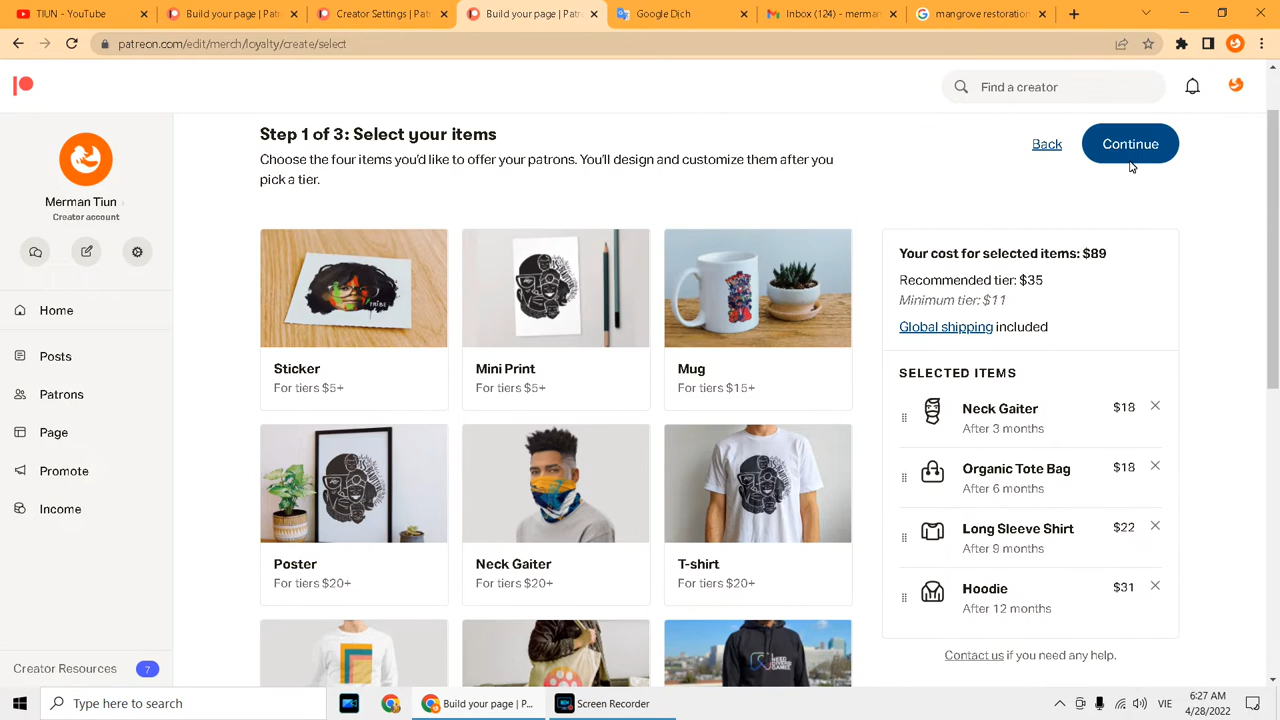 TIUN - YouTube
Build your page | Patr
Creator Settings | Patr
Build your page | Patr
Google Dịch
Inbox (124) - merman
mangrove restoration
patreon.com/edit/merch/loyalty/create/select
Find a creator
Merman Tiun
Creator account
Home
Posts
Patrons
Page
Promote
Income
Creator Resources
7
Step 1 of 3: Select your items
Choose the four items you'd like to offer your patrons. You'll design and customize them after you
pick a tier.
Back
Continue
Sticker
For tiers $5+
Mini Print
For tiers $5+
Mug
For tiers $15+
Poster
For tiers $20+
Neck Gaiter
For tiers $20+
T-shirt
For tiers $20+
Your cost for selected items: $89
Recommended tier: $35
Minimum tier: $11
Global shipping included
SELECTED ITEMS
Neck Gaiter
$18
After 3 months
Organic Tote Bag
$18
After 6 months
Long Sleeve Shirt
$22
After 9 months
Hoodie
$31
After 12 months
Contact us if you need any help.
Type here to search
Build your page | P...
Screen Recorder
VIE
6:27 AM
4/28/2022